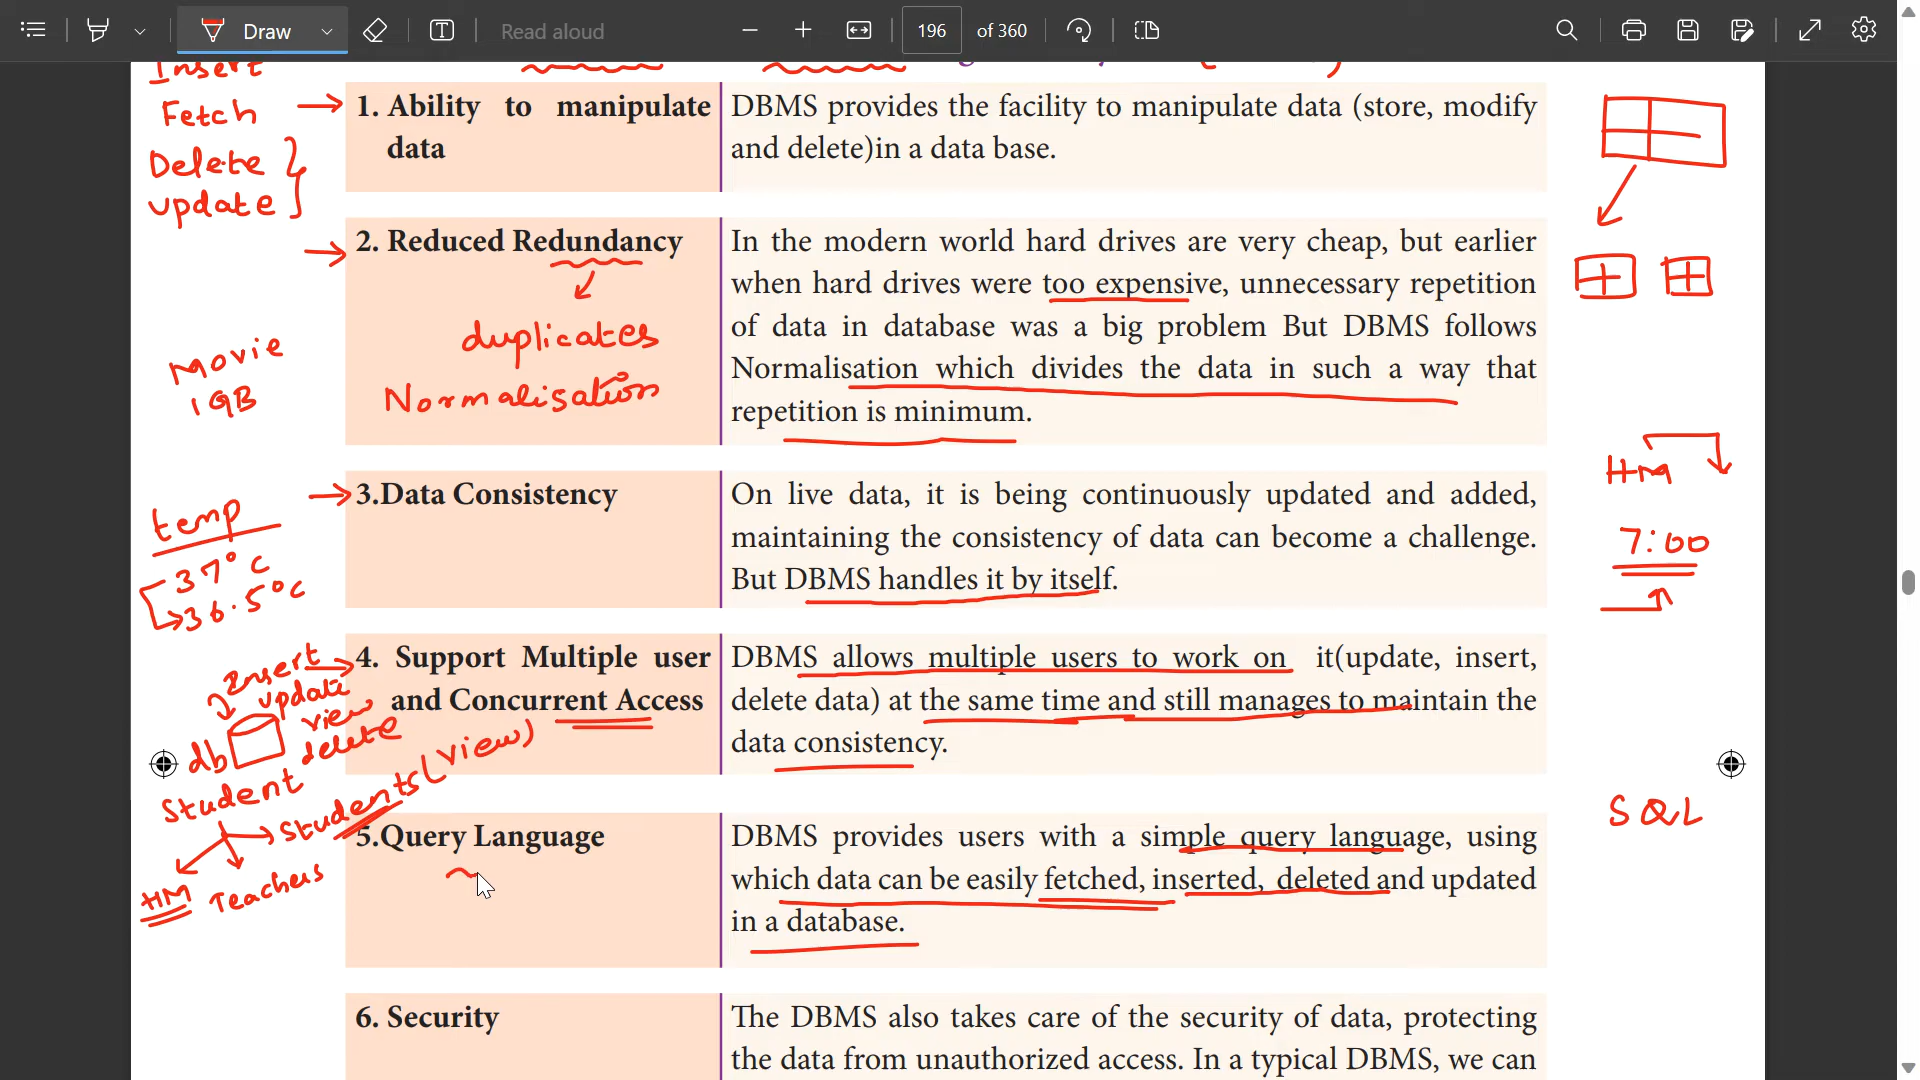 Draw
Read aloud
196 of 360
Insert
Fetch
Delete
update
1. Ability to manipulate
data
DBMS provides the facility to manipulate data (store, modify
and delete)in a data base.
2. Reduced Redundancy
duplicates
Normalisation
In the modern world hard drives are very cheap, but earlier
when hard drives were too expensive, unnecessary repetition
of data in database was a big problem But DBMS follows
Normalisation which divides the data in such a way that
repetition is minimum.
Movie
1GB
3.Data Consistency
On live data, it is being continuously updated and added,
maintaining the consistency of data can become a challenge.
But DBMS handles it by itself.
temp
37°C
36.5°C
HM
7:00
4. Support Multiple user
and Concurrent Access
DBMS allows multiple users to work on it(update, insert,
delete data) at the same time and still manages to maintain the
data consistency.
Insert
update
view
delete
db
Student
Students (view)
HM
Teachers
5.Query Language
DBMS provides users with a simple query language, using
which data can be easily fetched, inserted, deleted and updated
in a database.
SQL
6. Security
The DBMS also takes care of the security of data, protecting
the data from unauthorized access. In a typical DBMS, we can